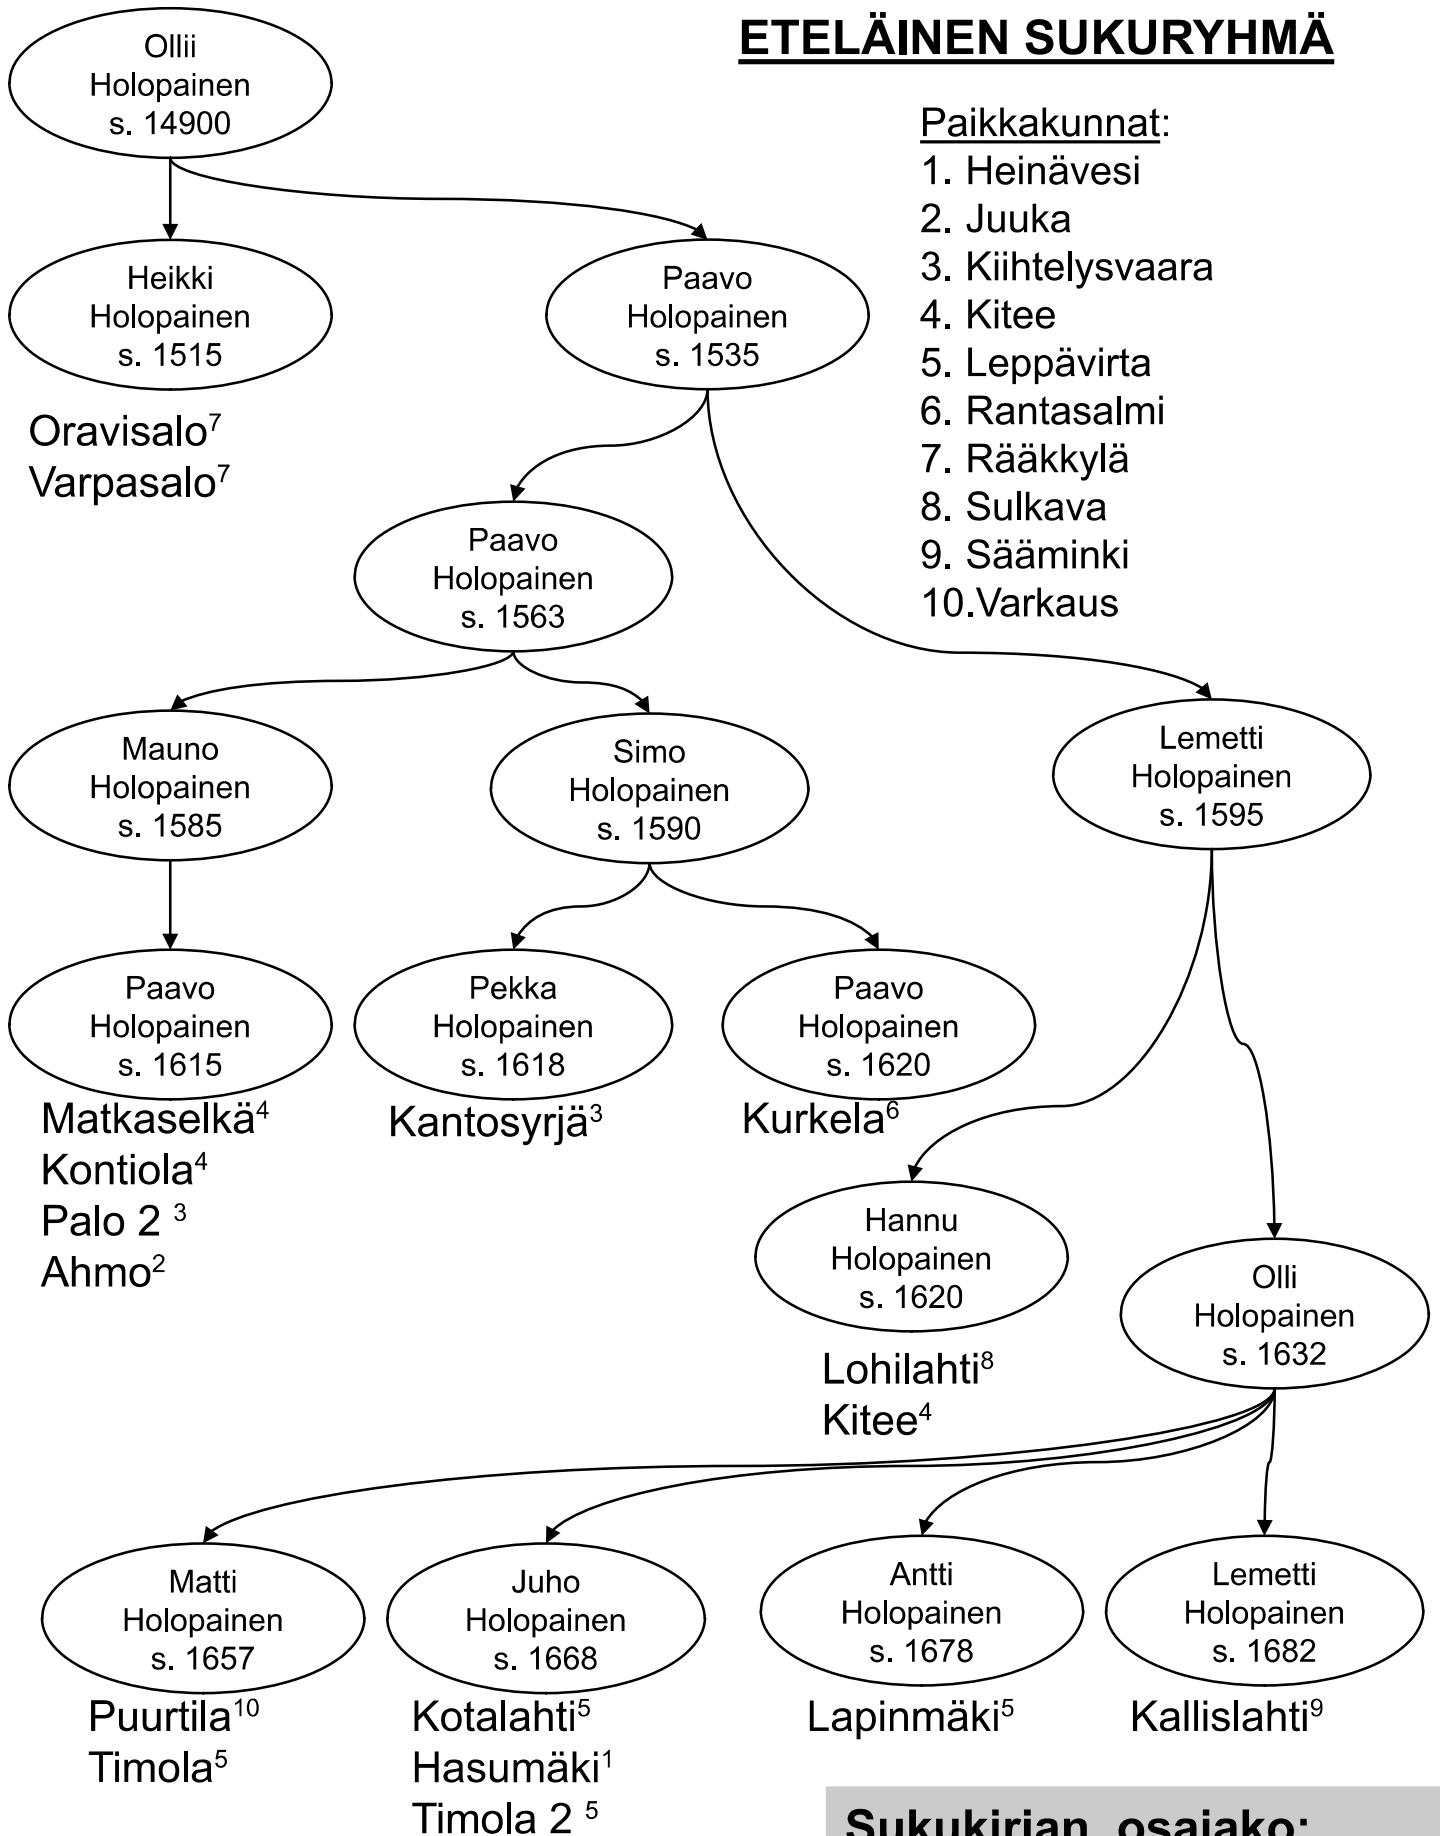 ETELÄINEN SUKURYHMÄ
Ollii
Holopainen
s. 14900
Paikkakunnat:
1. Heinävesi
2. Juuka
3. Kiihtelysvaara
4. Kitee
5. Leppävirta
6. Rantasalmi
7. Rääkkylä
8. Sulkava
9. Sääminki
10.Varkaus
Heikki
Holopainen
s. 1515
Oravisalo⁷
Varpasalo⁷
Paavo
Holopainen
s. 1535
Paavo
Holopainen
s. 1563
Mauno
Holopainen
s. 1585
Simo
Holopainen
s. 1590
Lemetti
Holopainen
s. 1595
Paavo
Holopainen
s. 1615
Matkaselkä⁴
Kontiola⁴
Palo 2 ³
Ahmo²
Pekka
Holopainen
s. 1618
Kantosyrjä³
Paavo
Holopainen
s. 1620
Kurkela⁶
Hannu
Holopainen
s. 1620
Lohilahti⁸
Kitee⁴
Olli
Holopainen
s. 1632
Matti
Holopainen
s. 1657
Puurtila¹⁰
Timola⁵
Juho
Holopainen
s. 1668
Kotalahti⁵
Hasumäki¹
Timola 2 ⁵
Antti
Holopainen
s. 1678
Lapinmäki⁵
Lemetti
Holopainen
s. 1682
Kallislahti⁹
Sukukirjan osajako: